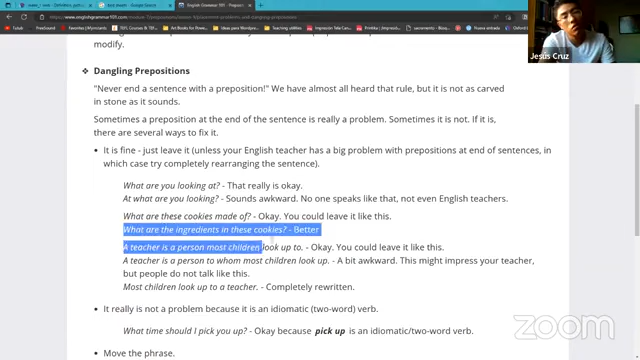 English Grammar 101 -
https://www.englishgrammar101.com
modify.
❖ Dangling Prepositions
"Never end a sentence with a preposition!" We have almost all heard that rule, but it is not as carved
in stone as it sounds.
Sometimes a preposition at the end of the sentence is really a problem. Sometimes it is not. If it is,
there are several ways to fix it.
• It is fine - just leave it (unless your English teacher has a big problem with prepositions at end of sentences, in
which case try completely rearranging the sentence).
What are you looking at? - That really is okay.
At what are you looking? - Sounds awkward. No one speaks like that, not even English teachers.
What are these cookies made of? - Okay. You could leave it like this.
What are the ingredients in these cookies? - Better
A teacher is a person most children look up to. - Okay. You could leave it like this.
A teacher is a person to whom most children look up. - A bit awkward. This might impress your teacher,
but people do not talk like this.
Most children look up to a teacher. - Completely rewritten.
• It really is not a problem because it is an idiomatic (two-word) verb.
What time should I pick you up? - Okay because pick up is an idiomatic/two-word verb.
• Move the phrase.
Jesus Cruz
zoom